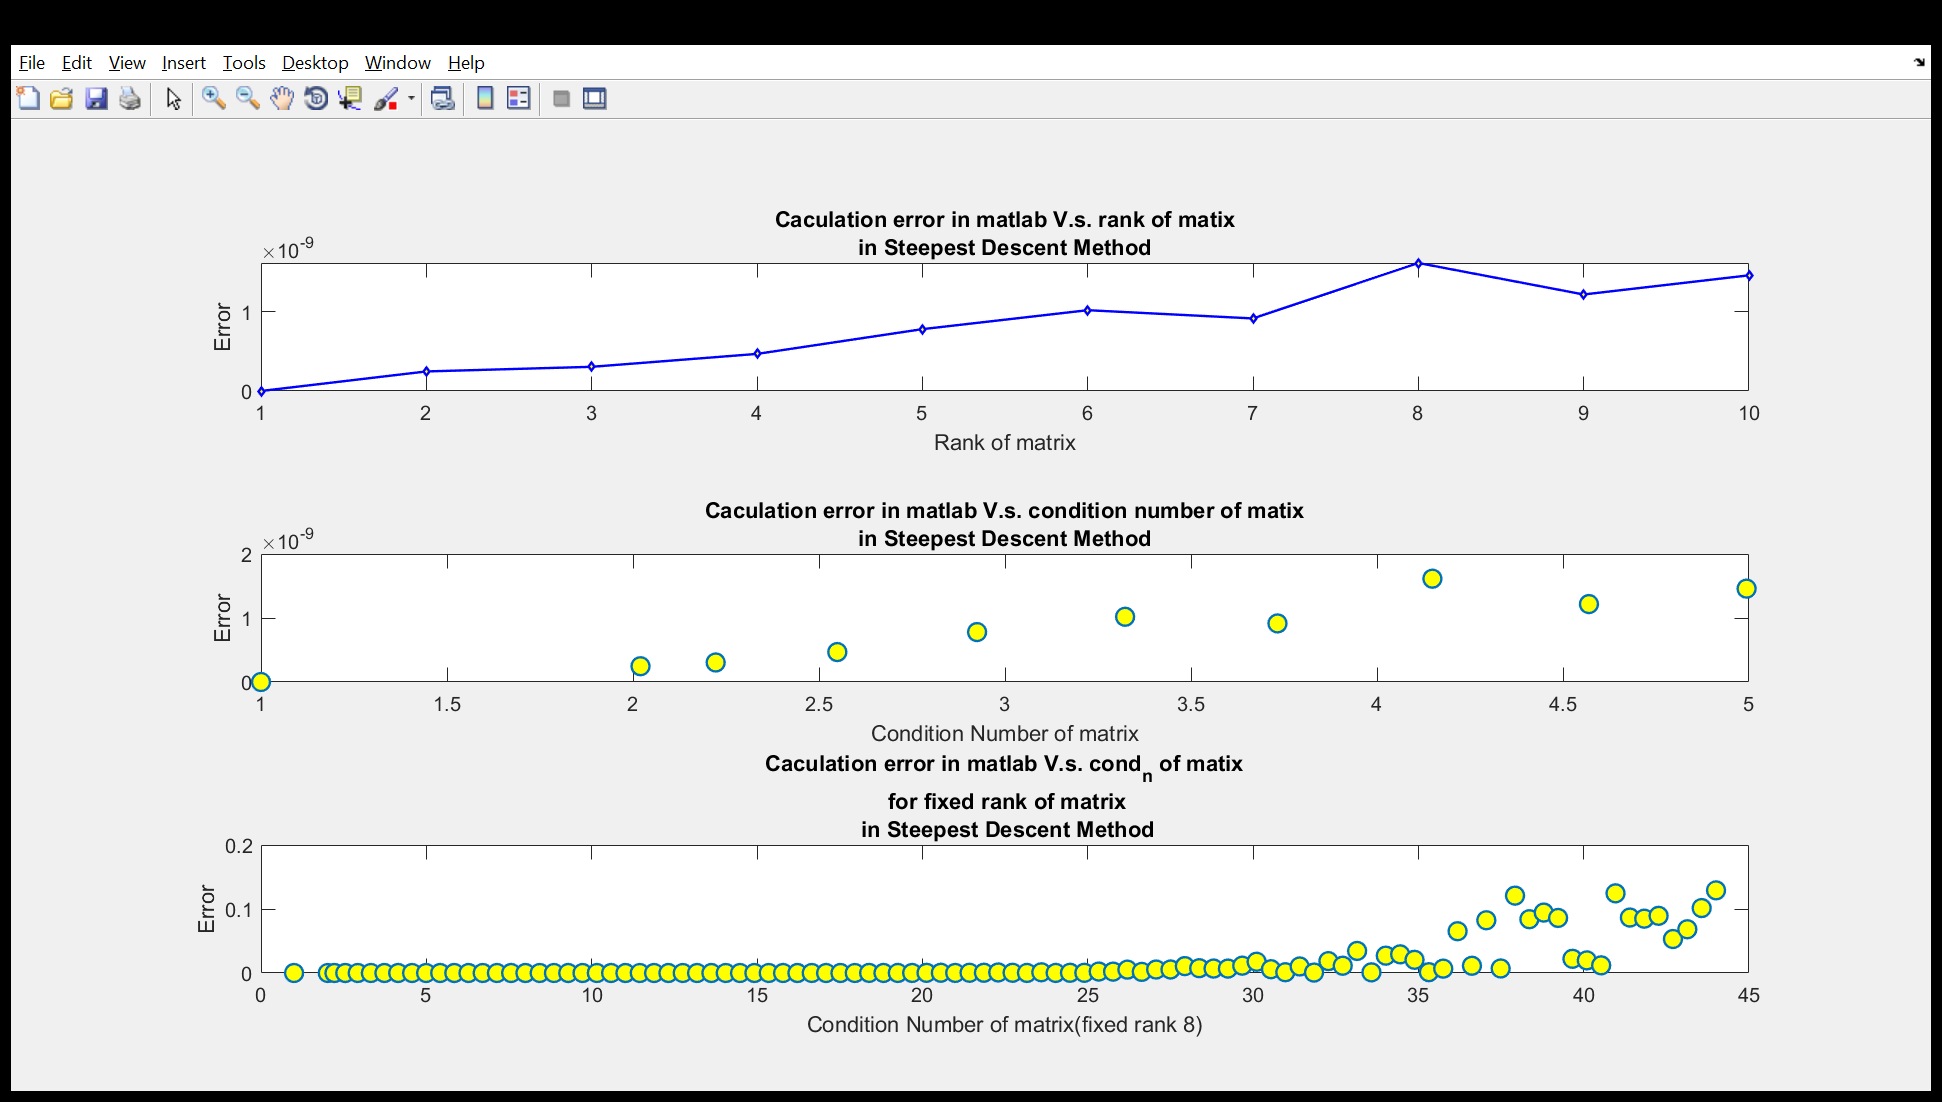 File Edit View Insert Tools Desktop Window Help
Caculation error in matlab V.s. rank of matix
in Steepest Descent Method
×10-9
Error
1
0
1 2 3 4 5 6 7 8 9 10
Rank of matrix
Caculation error in matlab V.s. condition number of matix
in Steepest Descent Method
×10-9
Error
2
1
0
1 1.5 2 2.5 3 3.5 4 4.5 5
Condition Number of matrix
Caculation error in matlab V.s. condn of matix
for fixed rank of matrix
in Steepest Descent Method
Error
0.2
0.1
0
0 5 10 15 20 25 30 35 40 45
Condition Number of matrix(fixed rank 8)